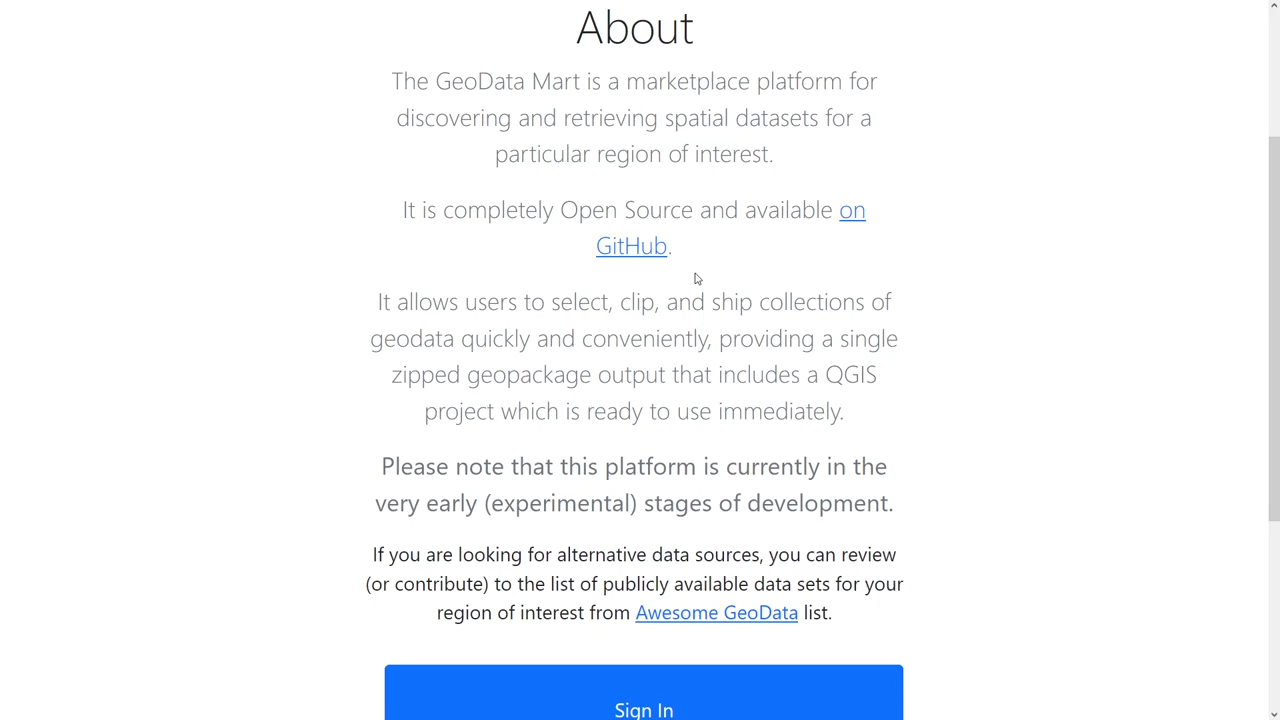 About
The GeoData Mart is a marketplace platform for
discovering and retrieving spatial datasets for a
particular region of interest.
It is completely Open Source and available on
GitHub.
It allows users to select, clip, and ship collections of
geodata quickly and conveniently, providing a single
zipped geopackage output that includes a QGIS
project which is ready to use immediately.
Please note that this platform is currently in the
very early (experimental) stages of development.
If you are looking for alternative data sources, you can review
(or contribute) to the list of publicly available data sets for your
region of interest from Awesome GeoData list.
Sign In